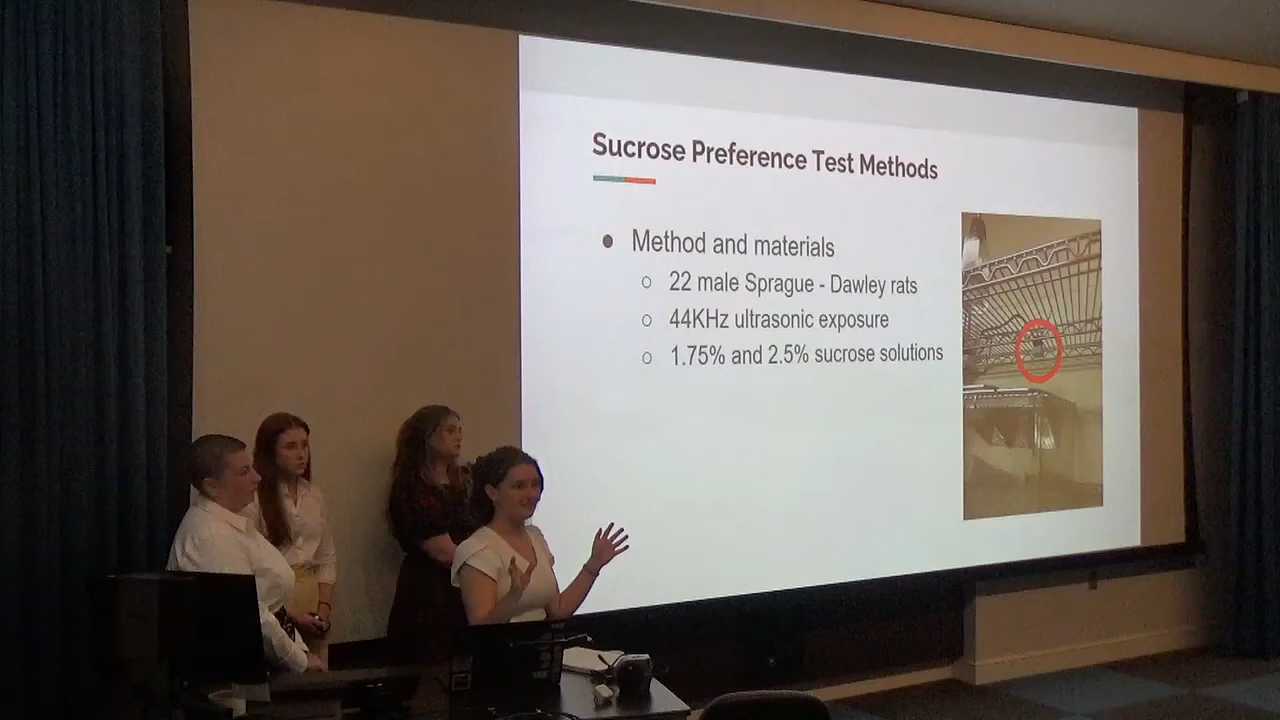 Sucrose Preference Test Methods
● Method and materials
○ 22 male Sprague - Dawley rats
○ 44KHz ultrasonic exposure
○ 1.75% and 2.5% sucrose solutions